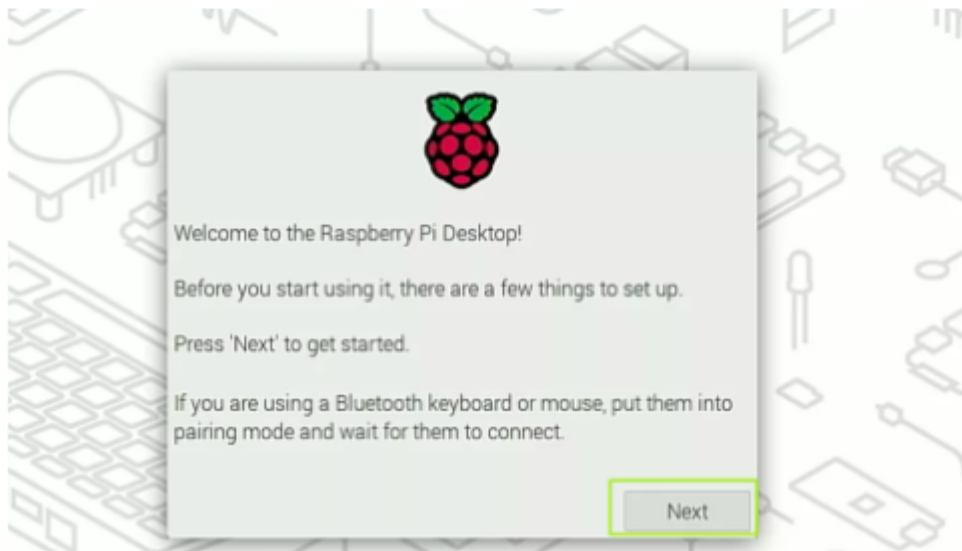 Welcome to the Raspberry Pi Desktop!
Before you start using it, there are a few things to set up.
Press 'Next' to get started.
If you are using a Bluetooth keyboard or mouse, put them into
pairing mode and wait for them to connect.
Next